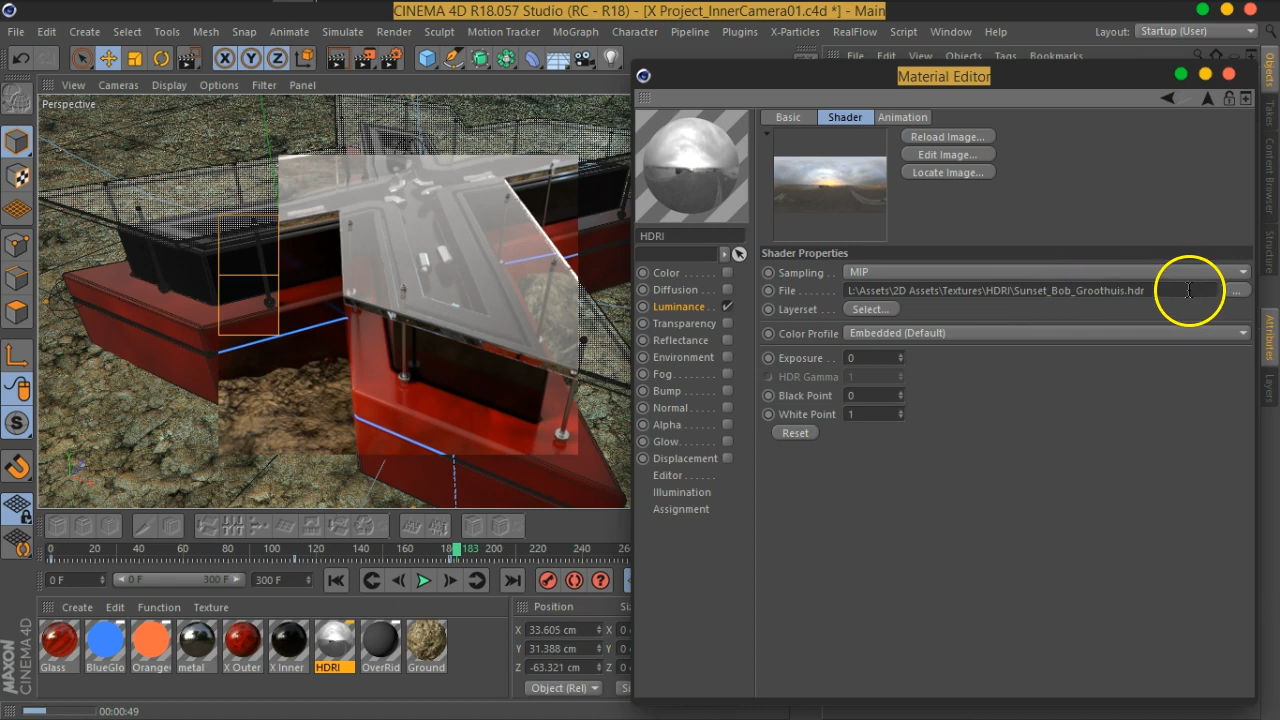 CINEMA 4D R18.057 Studio (RC - R18) - [X Project_InnerCamera01.c4d *] - Main
File Edit Create Select Tools Mesh Snap Animate Simulate Render Sculpt Motion Tracker MoGraph Character Pipeline Plugins X-Particles RealFlow Script Window Help Layout: Startup (User)
X Y Z
File Edit View Objects Tags Bookmarks
View Cameras Display Options Filter Panel
Perspective
Material Editor
Basic Shader Animation
Reload Image...
Edit Image...
Locate Image...
HDRI
Shader Properties
Color
Diffusion
Luminance
Transparency
Reflectance
Environment
Fog
Bump
Normal
Alpha
Glow
Displacement
Editor
Illumination
Assignment
Sampling MIP
File L:\Assets\2D Assets\Textures\HDRI\Sunset_Bob_Groothuis.hdr ...
Layerset Select...
Color Profile Embedded (Default)
Exposure 0
HDR Gamma 1
Black Point 0
White Point 1
Reset
Objects
Takes
Content Browser
Structure
Attributes
Layers
0 20 40 60 80 100 120 140 160 18 183 200 220 240 26
0 F 0 F 300 F 300 F
Create Edit Function Texture
Glass BlueGlo Orange metal X Outer X Inner HDRI OverRid Ground
Position Si
X 33.605 cm X 0
Y 31.388 cm Y 0
Z -63.321 cm Z 0
Object (Rel) Si
MAXON
CINEMA 4D
00:00:49